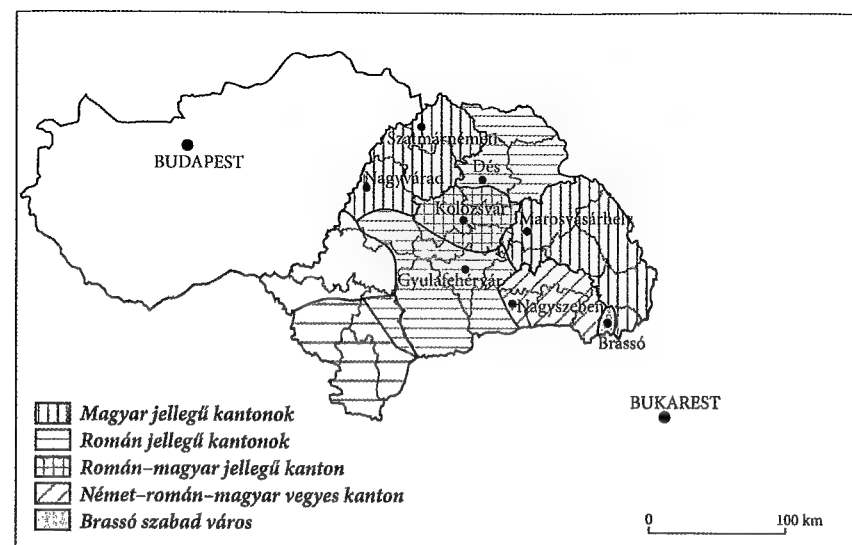 Szatmárnémeti
BUDAPEST
Dés
Nagyvárad
Kolozsvár
Marosvásárhely
Gyulafehérvár
Nagyszeben
Brassó
BUKAREST
Magyar jellegű kantonok
Román jellegű kantonok
Román–magyar jellegű kanton
Német–román–magyar vegyes kanton
Brassó szabad város
0 100 km